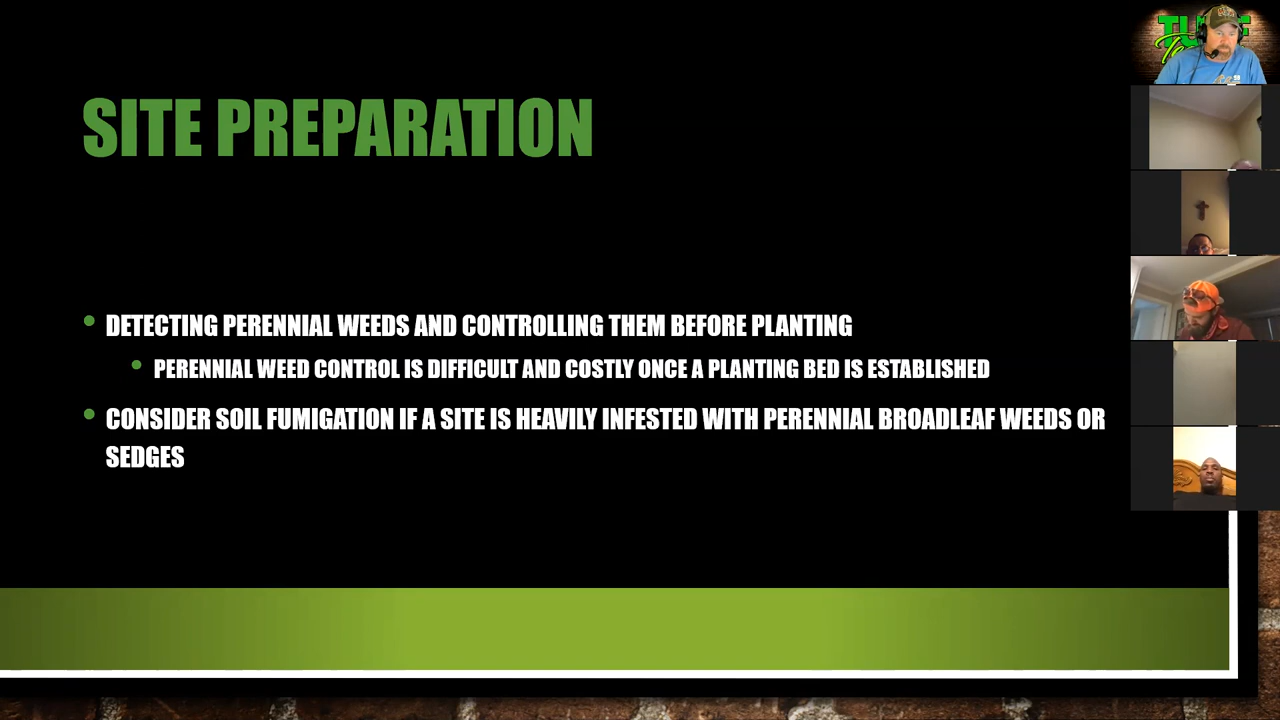 SITE PREPARATION
DETECTING PERENNIAL WEEDS AND CONTROLLING THEM BEFORE PLANTING
PERENNIAL WEED CONTROL IS DIFFICULT AND COSTLY ONCE A PLANTING BED IS ESTABLISHED
CONSIDER SOIL FUMIGATION IF A SITE IS HEAVILY INFESTED WITH PERENNIAL BROADLEAF WEEDS OR
SEDGES